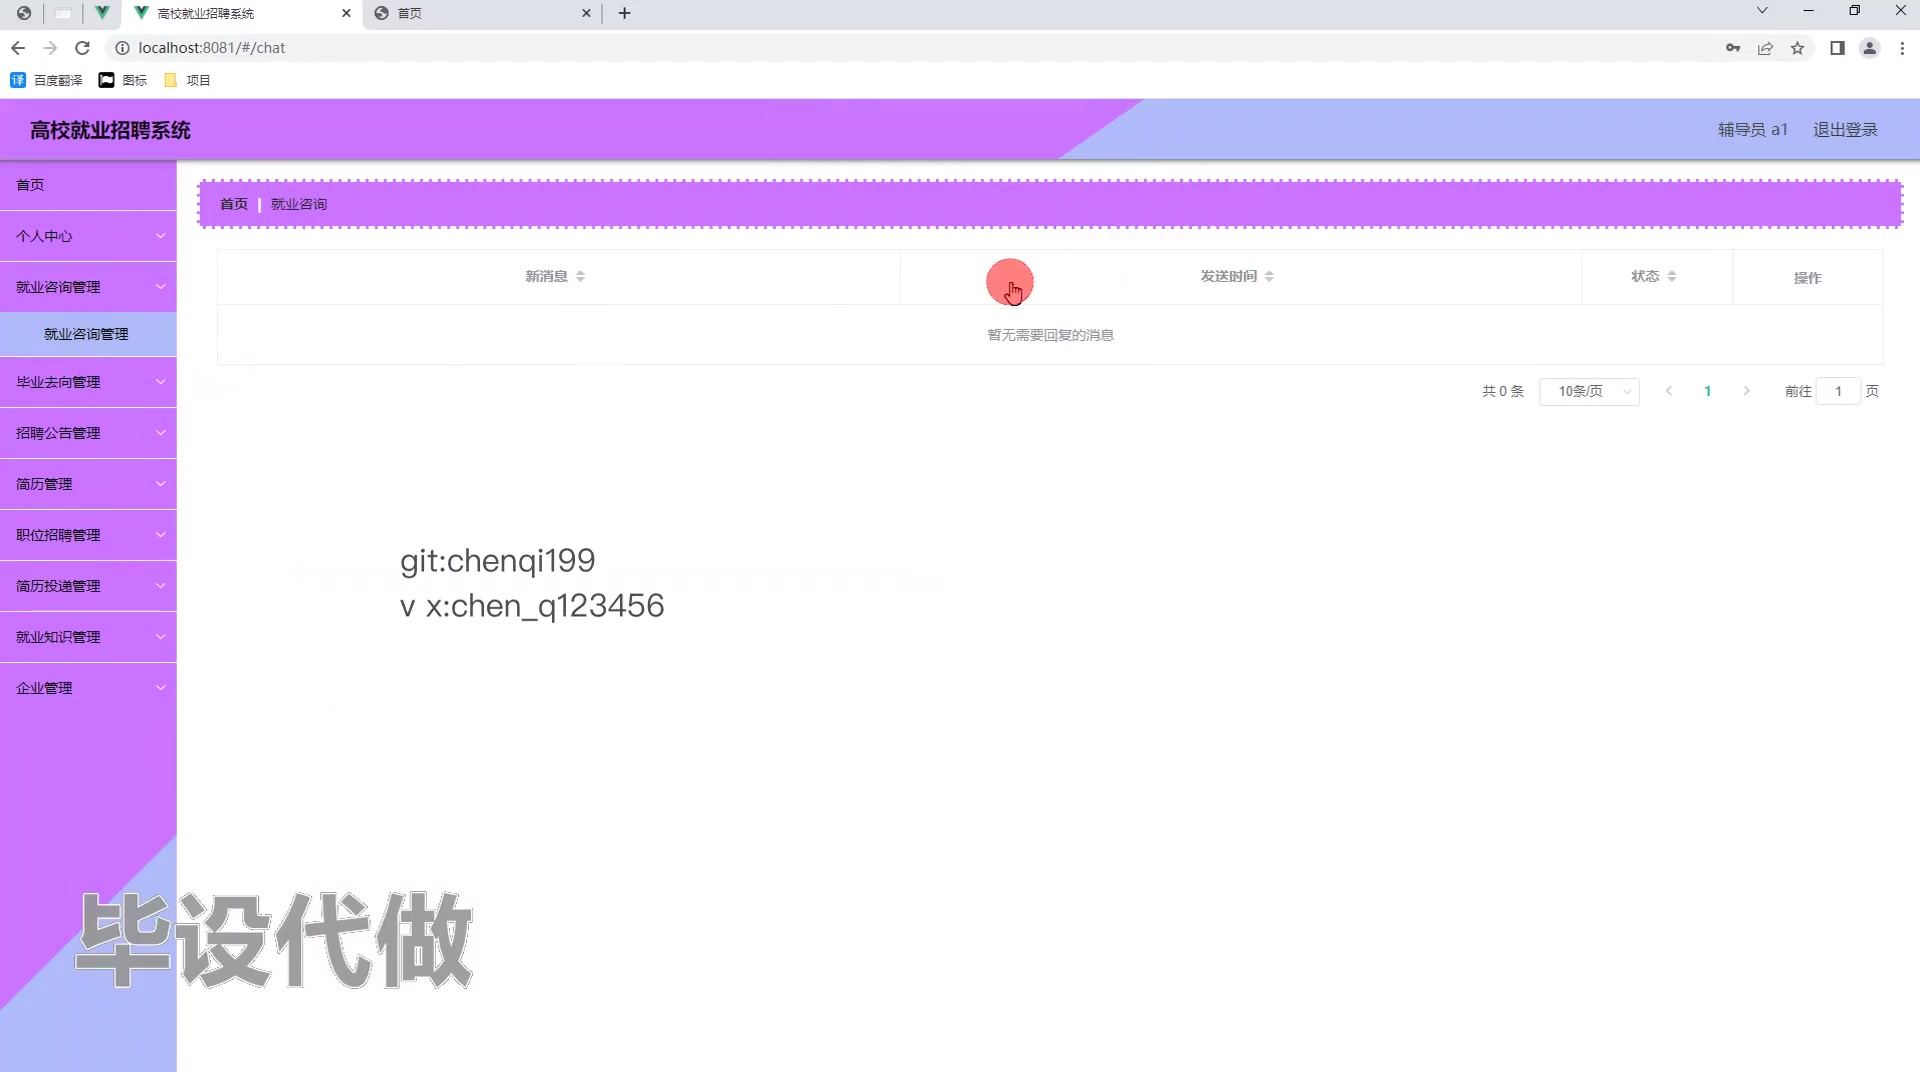 高校就业招聘系统
首页
localhost:8081/#/chat
百度翻译
图标
项目
高校就业招聘系统
辅导员 a1
退出登录
首页
个人中心
就业咨询管理
就业咨询管理
毕业去向管理
招聘公告管理
简历管理
职位招聘管理
简历投递管理
就业知识管理
企业管理
首页
就业咨询
新消息
发送时间
状态
操作
暂无需要回复的消息
共 0 条
10条/页
1
前往 1 页
git:chenqi199
v x:chen_q123456
毕设代做